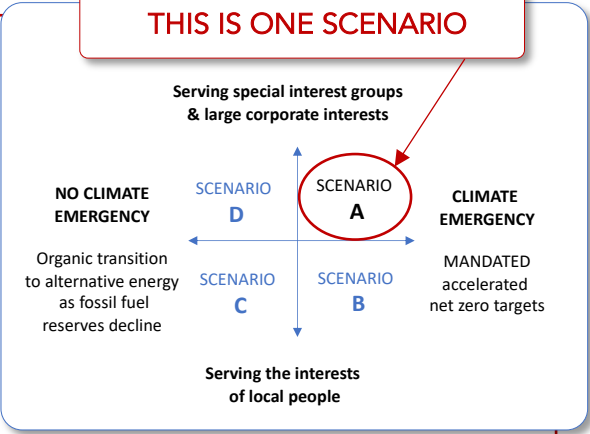 THIS IS ONE SCENARIO
Serving special interest groups
& large corporate interests
NO CLIMATE
EMERGENCY
Organic transition
to alternative energy
as fossil fuel
reserves decline
SCENARIO
D
SCENARIO
A
CLIMATE
EMERGENCY
MANDATED
accelerated
net zero targets
SCENARIO
C
SCENARIO
B
Serving the interests
of local people